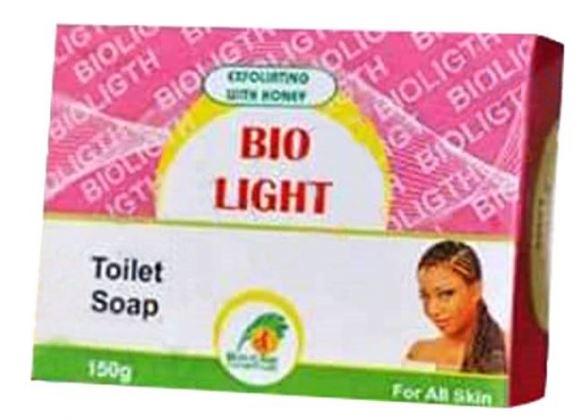 BIOLIGTH
EXFOLIATING
WITH HONEY
BIO
LIGHT
Toilet
Soap
150g
For All Skin